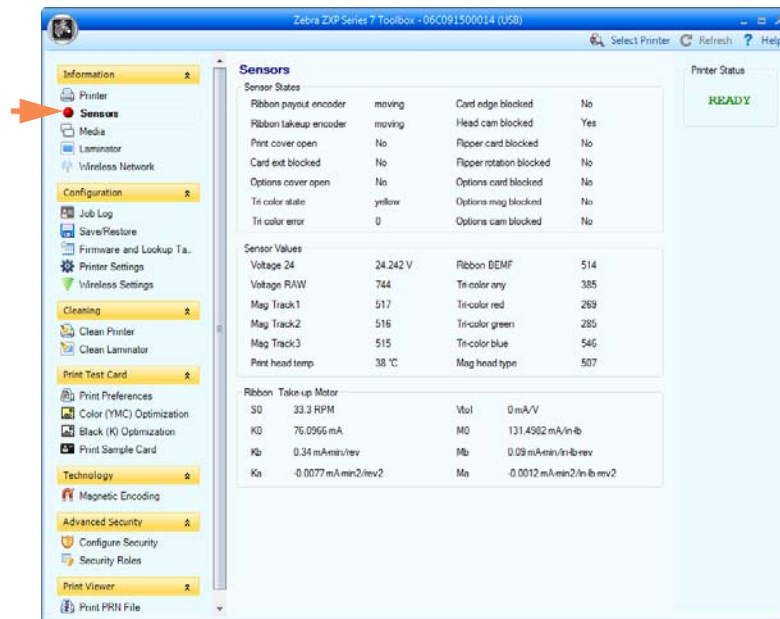 Zebra ZXP Series 7 Toolbox - 06C091500014 (USB)
Select Printer Refresh ? Help
Information
Printer
Sensors
Media
Laminator
Wireless Network
Configuration
Job Log
Save/Restore
Firmware and Lookup Ta..
Printer Settings
Wireless Settings
Cleaning
Clean Printer
Clean Laminator
Print Test Card
Print Preferences
Color (YMC) Optimization
Black (K) Optimization
Print Sample Card
Technology
Magnetic Encoding
Advanced Security
Configure Security
Security Roles
Print Viewer
Print PRN File
Sensors
Sensor States
Ribbon payout encoder moving Card edge blocked No
Ribbon takeup encoder moving Head cam blocked Yes
Print cover open No Flipper card blocked No
Card exit blocked No Flipper rotation blocked No
Options cover open No Options card blocked No
Tri color state yellow Options mag blocked No
Tri color error 0 Options cam blocked No
Sensor Values
Voltage 24 24.242 V Ribbon BEMF 514
Voltage RAW 744 Tri-color any 385
Mag Track1 517 Tri-color red 269
Mag Track2 516 Tri-color green 285
Mag Track3 515 Tri-color blue 546
Print head temp 38 °C Mag head type 507
Ribbon Take-up Motor
S0 33.3 RPM Vtol 0 mA/V
K0 76.0966 mA M0 131.4982 mA/in-lb
Kb 0.34 mA-min/rev Mb 0.09 mA-min/in-lb-rev
Ka -0.0077 mA-min2/rev2 Ma -0.0012 mA-min2/in-lb-rev2
Printer Status
READY